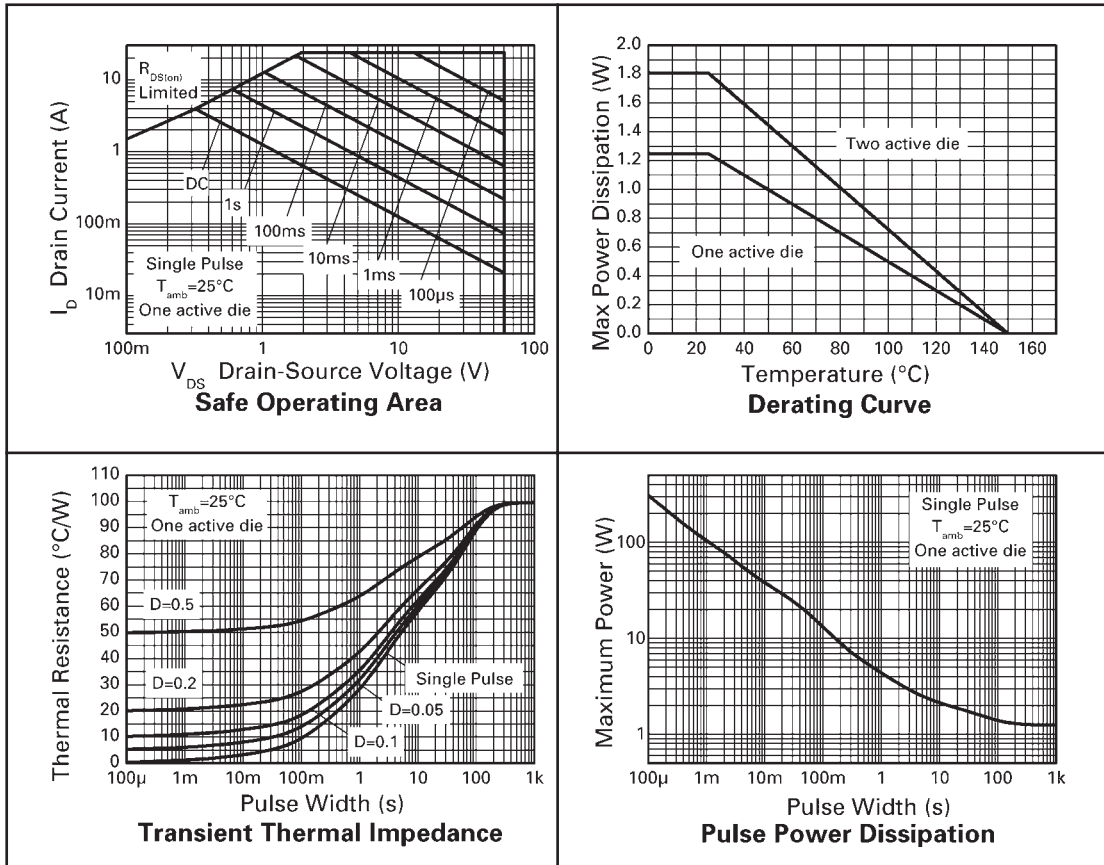 10
1
100m
10m
I_D Drain Current (A)
R_DS(on)
Limited
DC
1s
100ms
10ms
1ms
100µs
Single Pulse
T_amb=25°C
One active die
100m 1 10 100
V_DS Drain-Source Voltage (V)
Safe Operating Area
2.0
1.8
1.6
1.4
1.2
1.0
0.8
0.6
0.4
0.2
0.0
Max Power Dissipation (W)
Two active die
One active die
0 20 40 60 80 100 120 140 160
Temperature (°C)
Derating Curve
110
100
90
80
70
60
50
40
30
20
10
0
Thermal Resistance (°C/W)
T_amb=25°C
One active die
D=0.5
D=0.2
Single Pulse
D=0.05
D=0.1
100µ 1m 10m 100m 1 10 100 1k
Pulse Width (s)
Transient Thermal Impedance
100
10
1
Maximum Power (W)
Single Pulse
T_amb=25°C
One active die
100µ 1m 10m 100m 1 10 100 1k
Pulse Width (s)
Pulse Power Dissipation